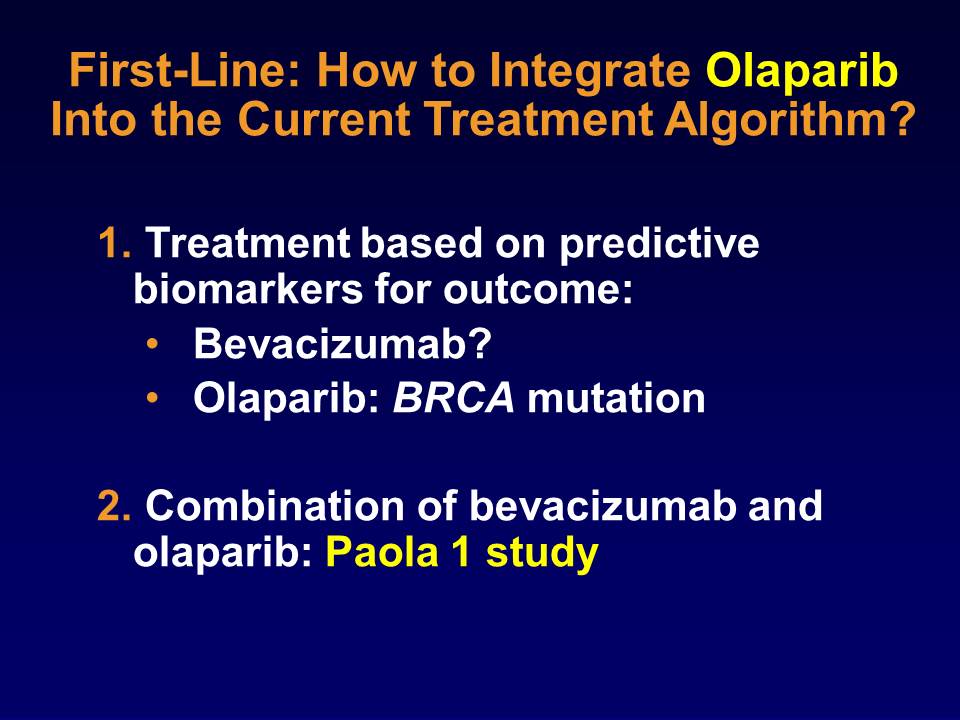 First-Line: How to Integrate Olaparib
Into the Current Treatment Algorithm?
1. Treatment based on predictive
biomarkers for outcome:
• Bevacizumab?
• Olaparib: BRCA mutation
2. Combination of bevacizumab and
olaparib: Paola 1 study